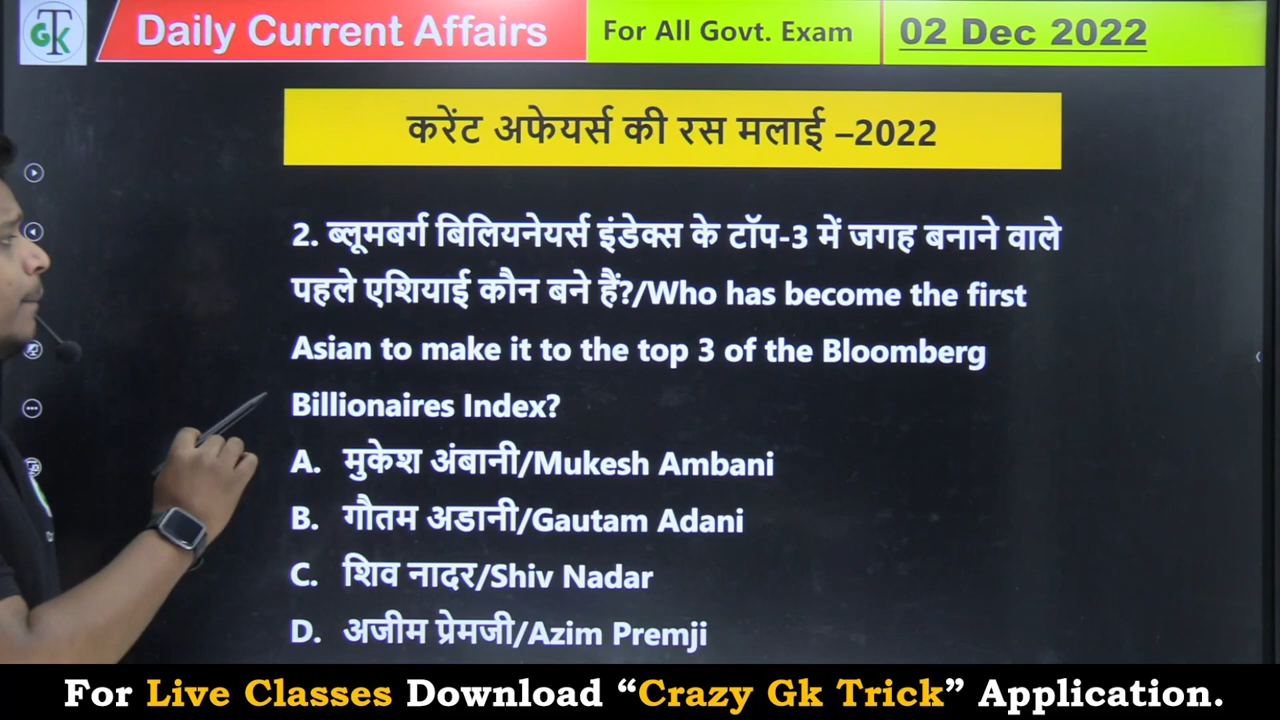 GTK
Daily Current Affairs
For All Govt. Exam
02 Dec 2022
करेंट अफेयर्स की रस मलाई –2022
2. ब्लूमबर्ग बिलियनेयर्स इंडेक्स के टॉप-3 में जगह बनाने वाले
पहले एशियाई कौन बने हैं?/Who has become the first
Asian to make it to the top 3 of the Bloomberg
Billionaires Index?
A. मुकेश अंबानी/Mukesh Ambani
B. गौतम अडानी/Gautam Adani
C. शिव नादर/Shiv Nadar
D. अजीम प्रेमजी/Azim Premji
For Live Classes Download “Crazy Gk Trick” Application.